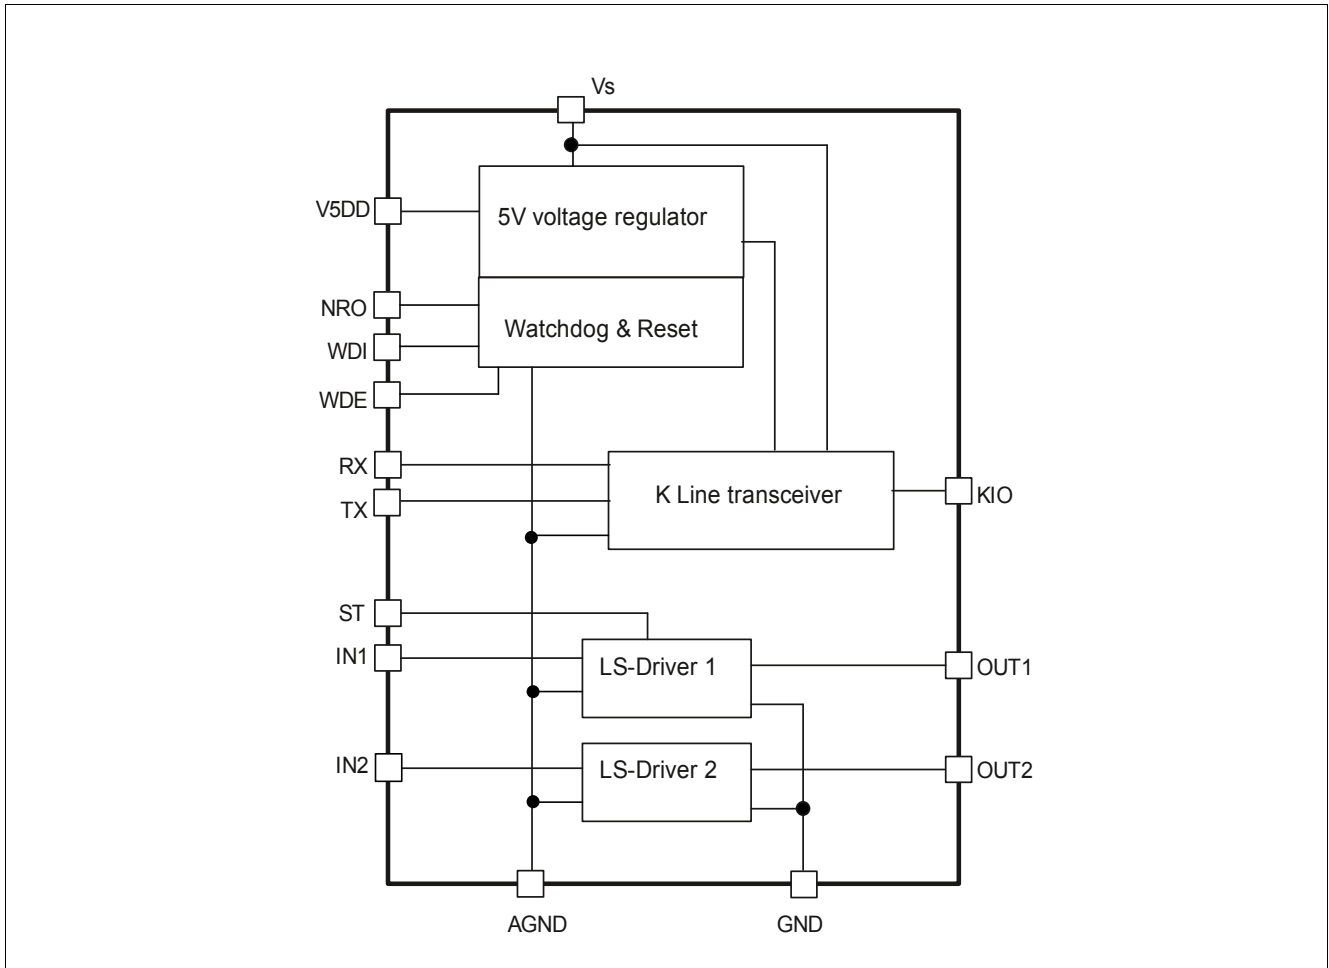 Vs
V5DD
5V voltage regulator
NRO
Watchdog & Reset
WDI
WDE
RX
K Line transceiver
KIO
TX
ST
IN1
LS-Driver 1
OUT1
IN2
LS-Driver 2
OUT2
AGND
GND